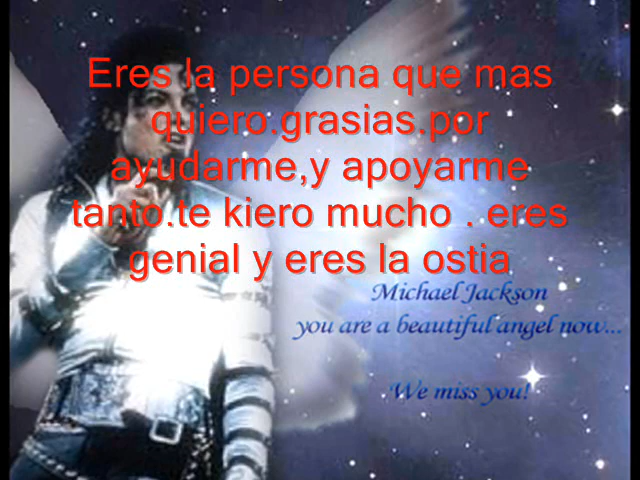 Eres la persona que mas
quiero.grasias.por
ayudarme,y apoyarme
tanto.te kiero mucho . eres
genial y eres la ostia
Michael Jackson
you are a beautiful angel now...
We miss you!